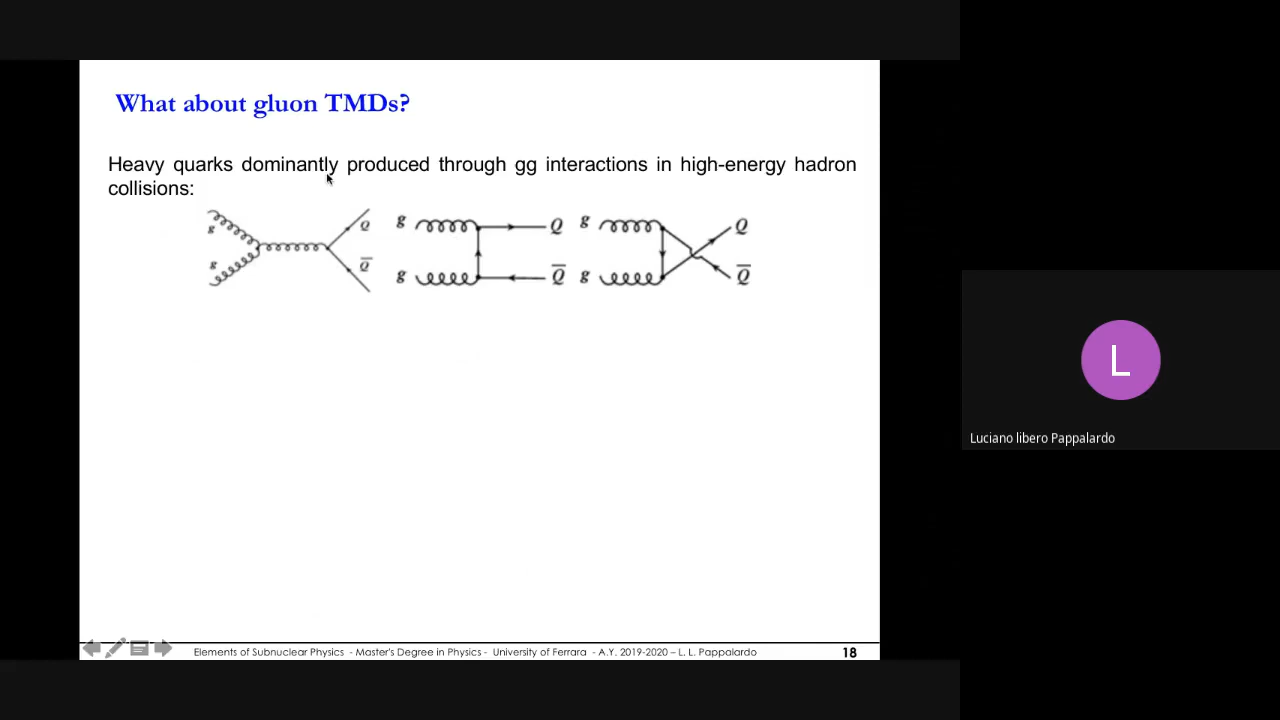 What about gluon TMDs?
Heavy quarks dominantly produced through gg interactions in high-energy hadron
collisions:
g Q g Q g Q
g Q̅ g Q̅ g Q̅
L
Luciano libero Pappalardo
Elements of Subnuclear Physics - Master's Degree in Physics - University of Ferrara - A.Y. 2019-2020 – L. L. Pappalardo 18